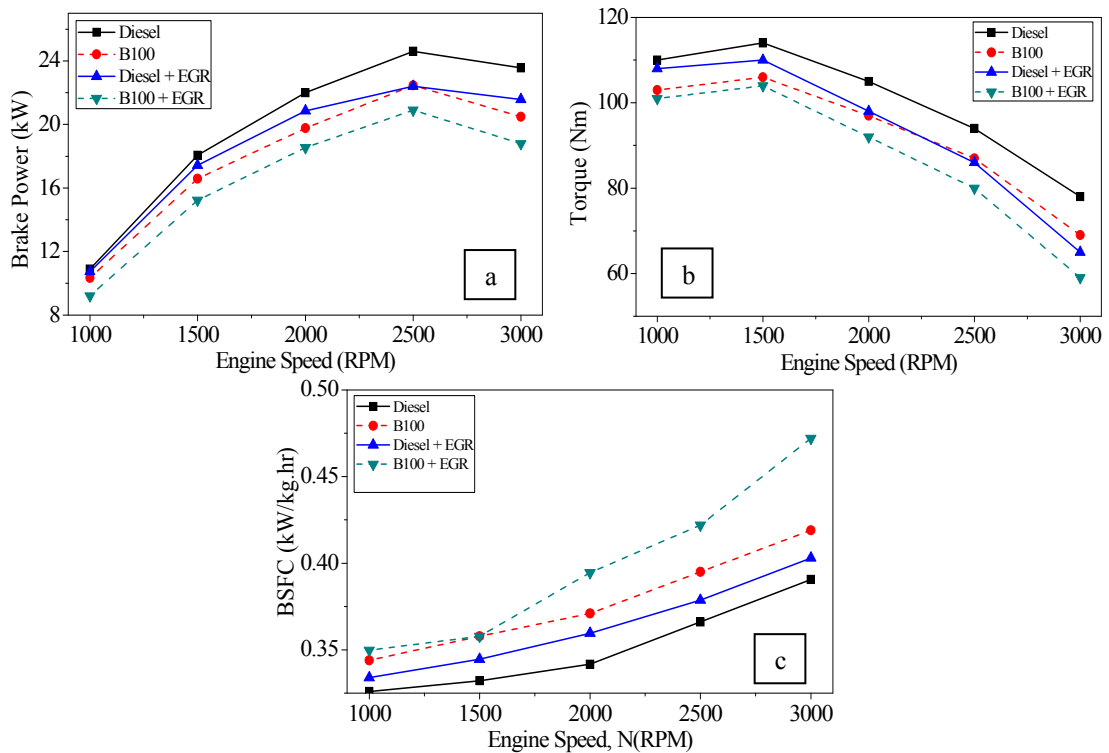 Brake Power (kW)
24
20
16
12
8
Diesel
B100
Diesel + EGR
B100 + EGR
a
1000 1500 2000 2500 3000
Engine Speed (RPM)
Torque (Nm)
120
100
80
60
Diesel
B100
Diesel + EGR
B100 + EGR
b
1000 1500 2000 2500 3000
Engine Speed (RPM)
BSFC (kW/kg.hr)
0.50
0.45
0.40
0.35
Diesel
B100
Diesel + EGR
B100 + EGR
c
1000 1500 2000 2500 3000
Engine Speed, N(RPM)